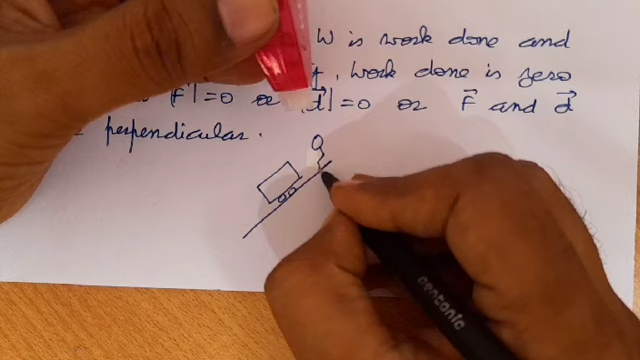 W is work done and
, work done is zero
|F| = 0 or |d⃗| = 0 or F⃗ and d⃗
perpendicular.
centonic